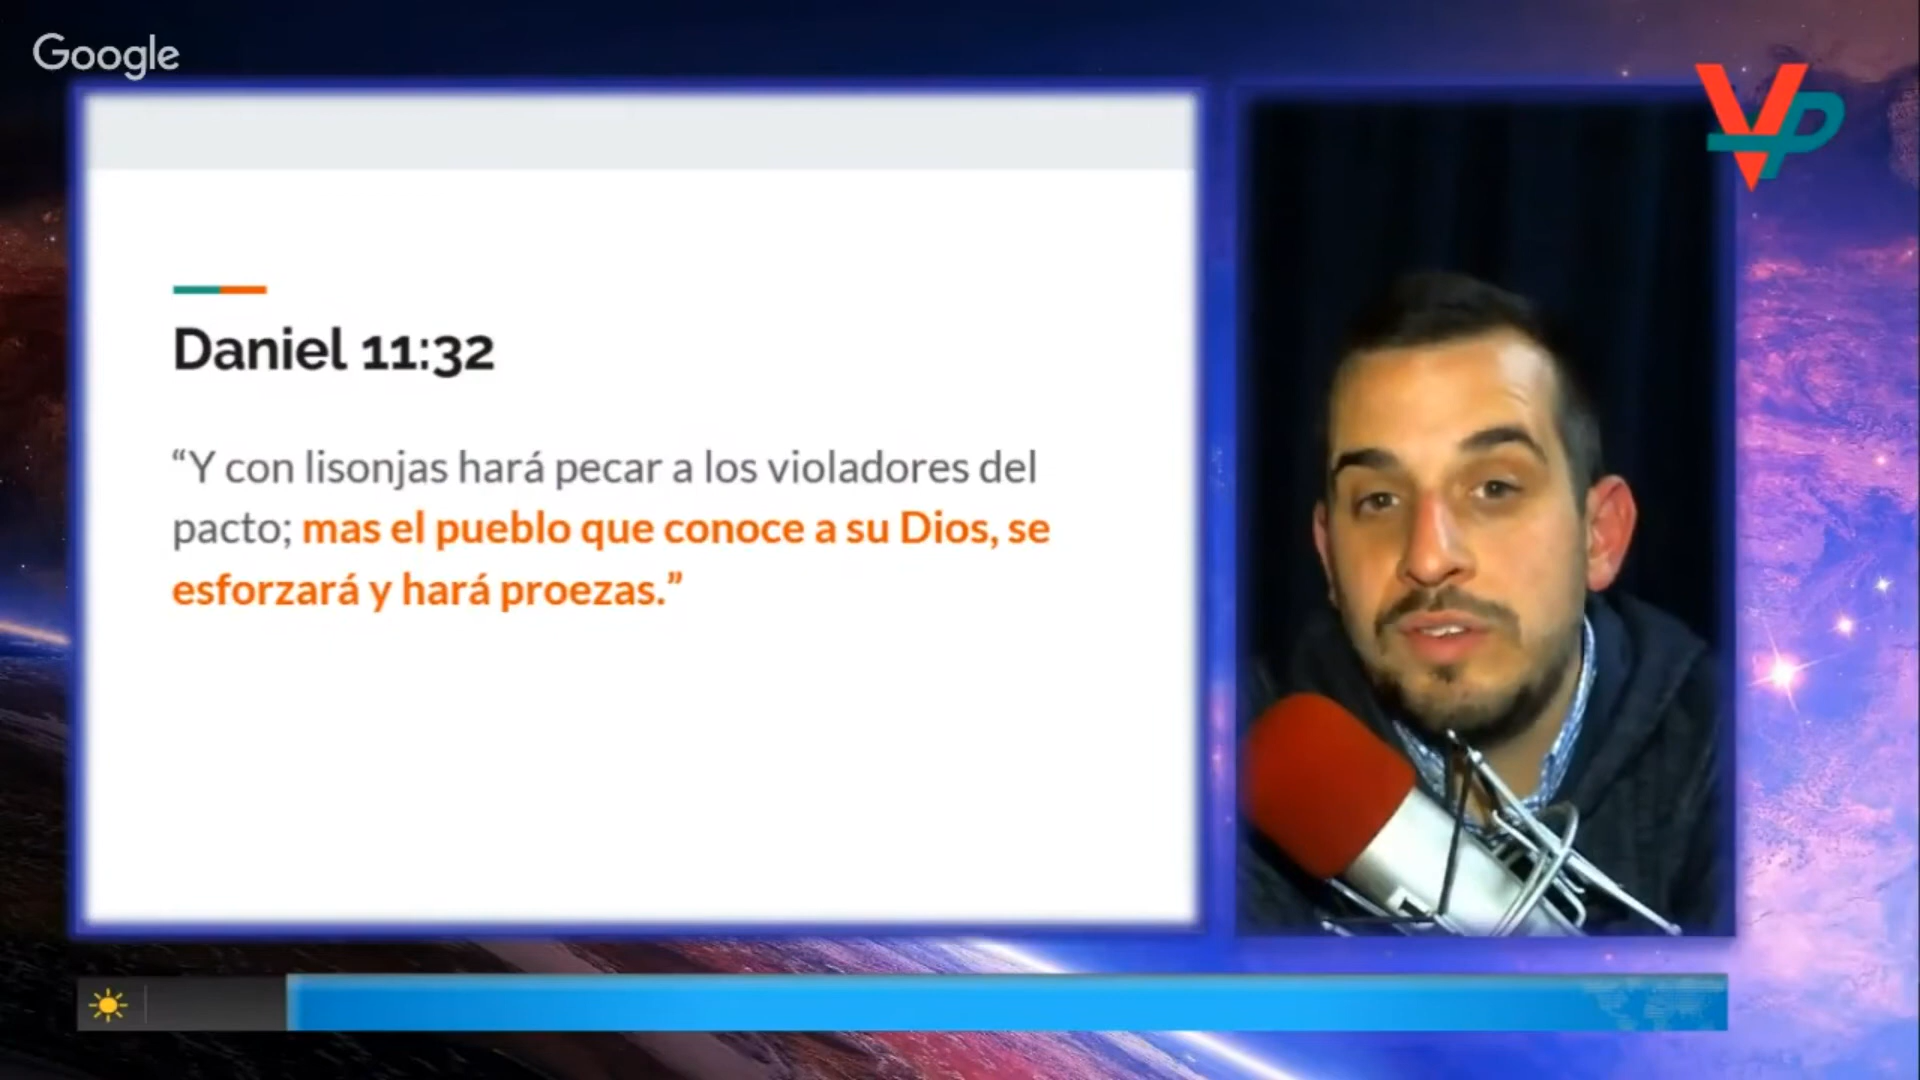 Google
VP
Daniel 11:32
“Y con lisonjas hará pecar a los violadores del
pacto; mas el pueblo que conoce a su Dios, se
esforzará y hará proezas.”